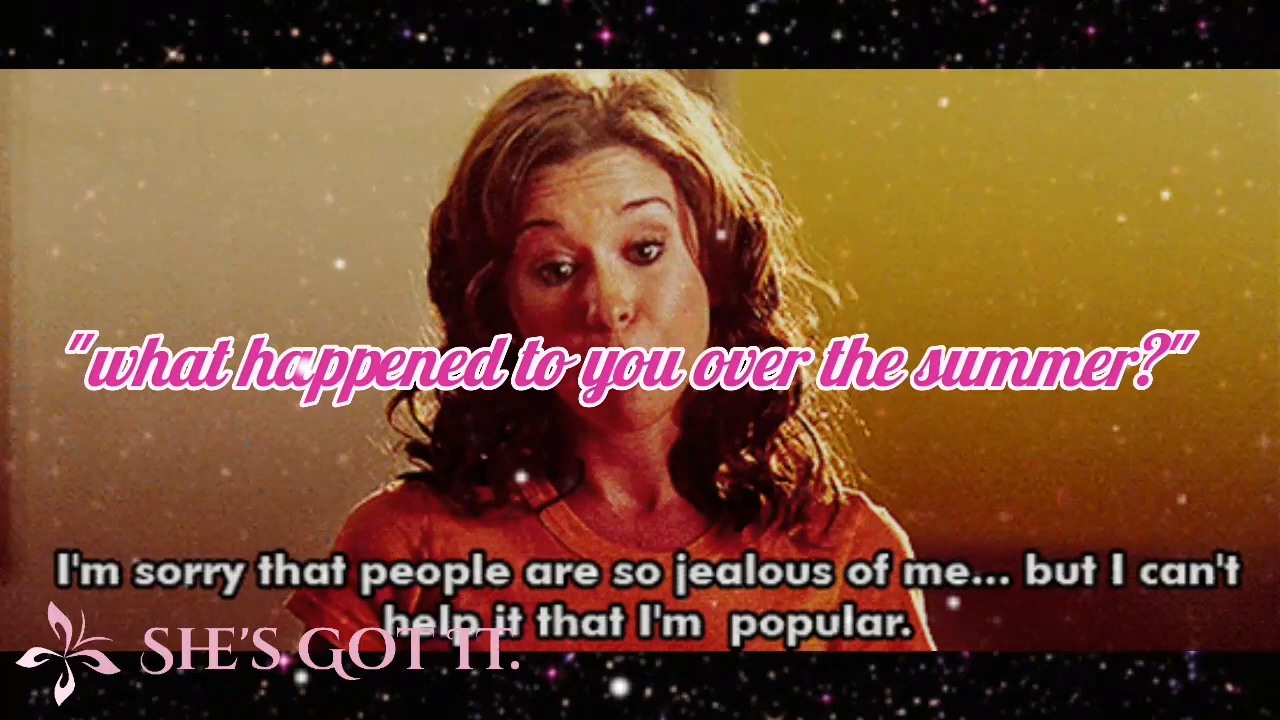 "what happened to you over the summer?"
I'm sorry that people are so jealous of me... but I can't
help it that I'm popular.
SHE'S GOT IT.